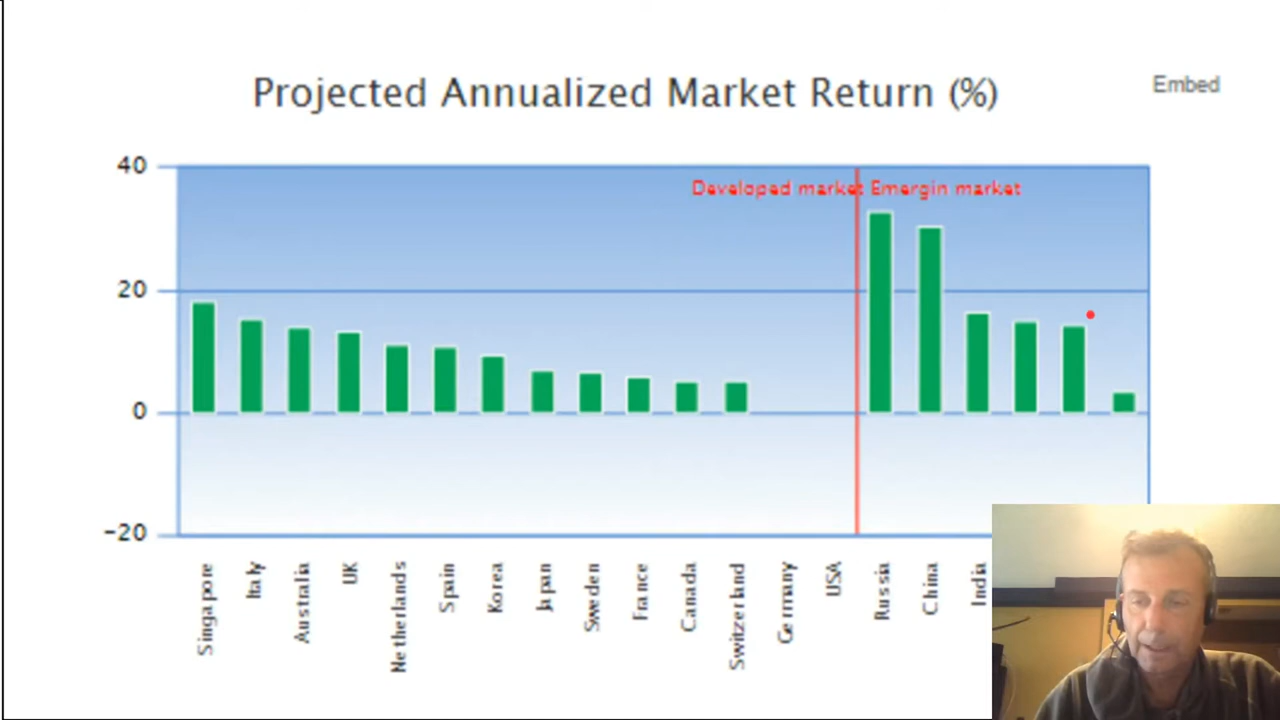 Projected Annualized Market Return (%)
Embed
40
Developed market Emergin market
20
0
-20
Singapore
Italy
Australia
UK
Netherlands
Spain
Korea
Japan
Sweden
France
Canada
Switzerland
Germany
USA
Russia
China
India